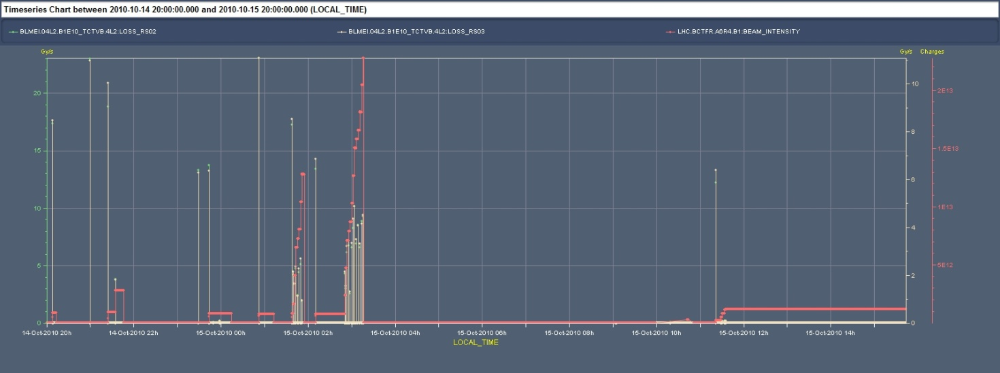 Timeseries Chart between 2010-10-14 20:00:00.000 and 2010-10-15 20:00:00.000 (LOCAL_TIME)
BLMEI.04L2.B1E10_TCTVB.4L2:LOSS_RS02 BLMEI.04L2.B1E10_TCTVB.4L2:LOSS_RS03 LHC.BCTFR.A6R4.B1:BEAM_INTENSITY
Gy/s Gy/s Charges
20 10 2E13
8
15 1.5E13
6
10 1E13
4
5 5E12
2
0 0
14-Oct-2010 20h 14-Oct-2010 22h 15-Oct-2010 00h 15-Oct-2010 02h 15-Oct-2010 04h 15-Oct-2010 06h 15-Oct-2010 08h 15-Oct-2010 10h 15-Oct-2010 12h 15-Oct-2010 14h
LOCAL_TIME